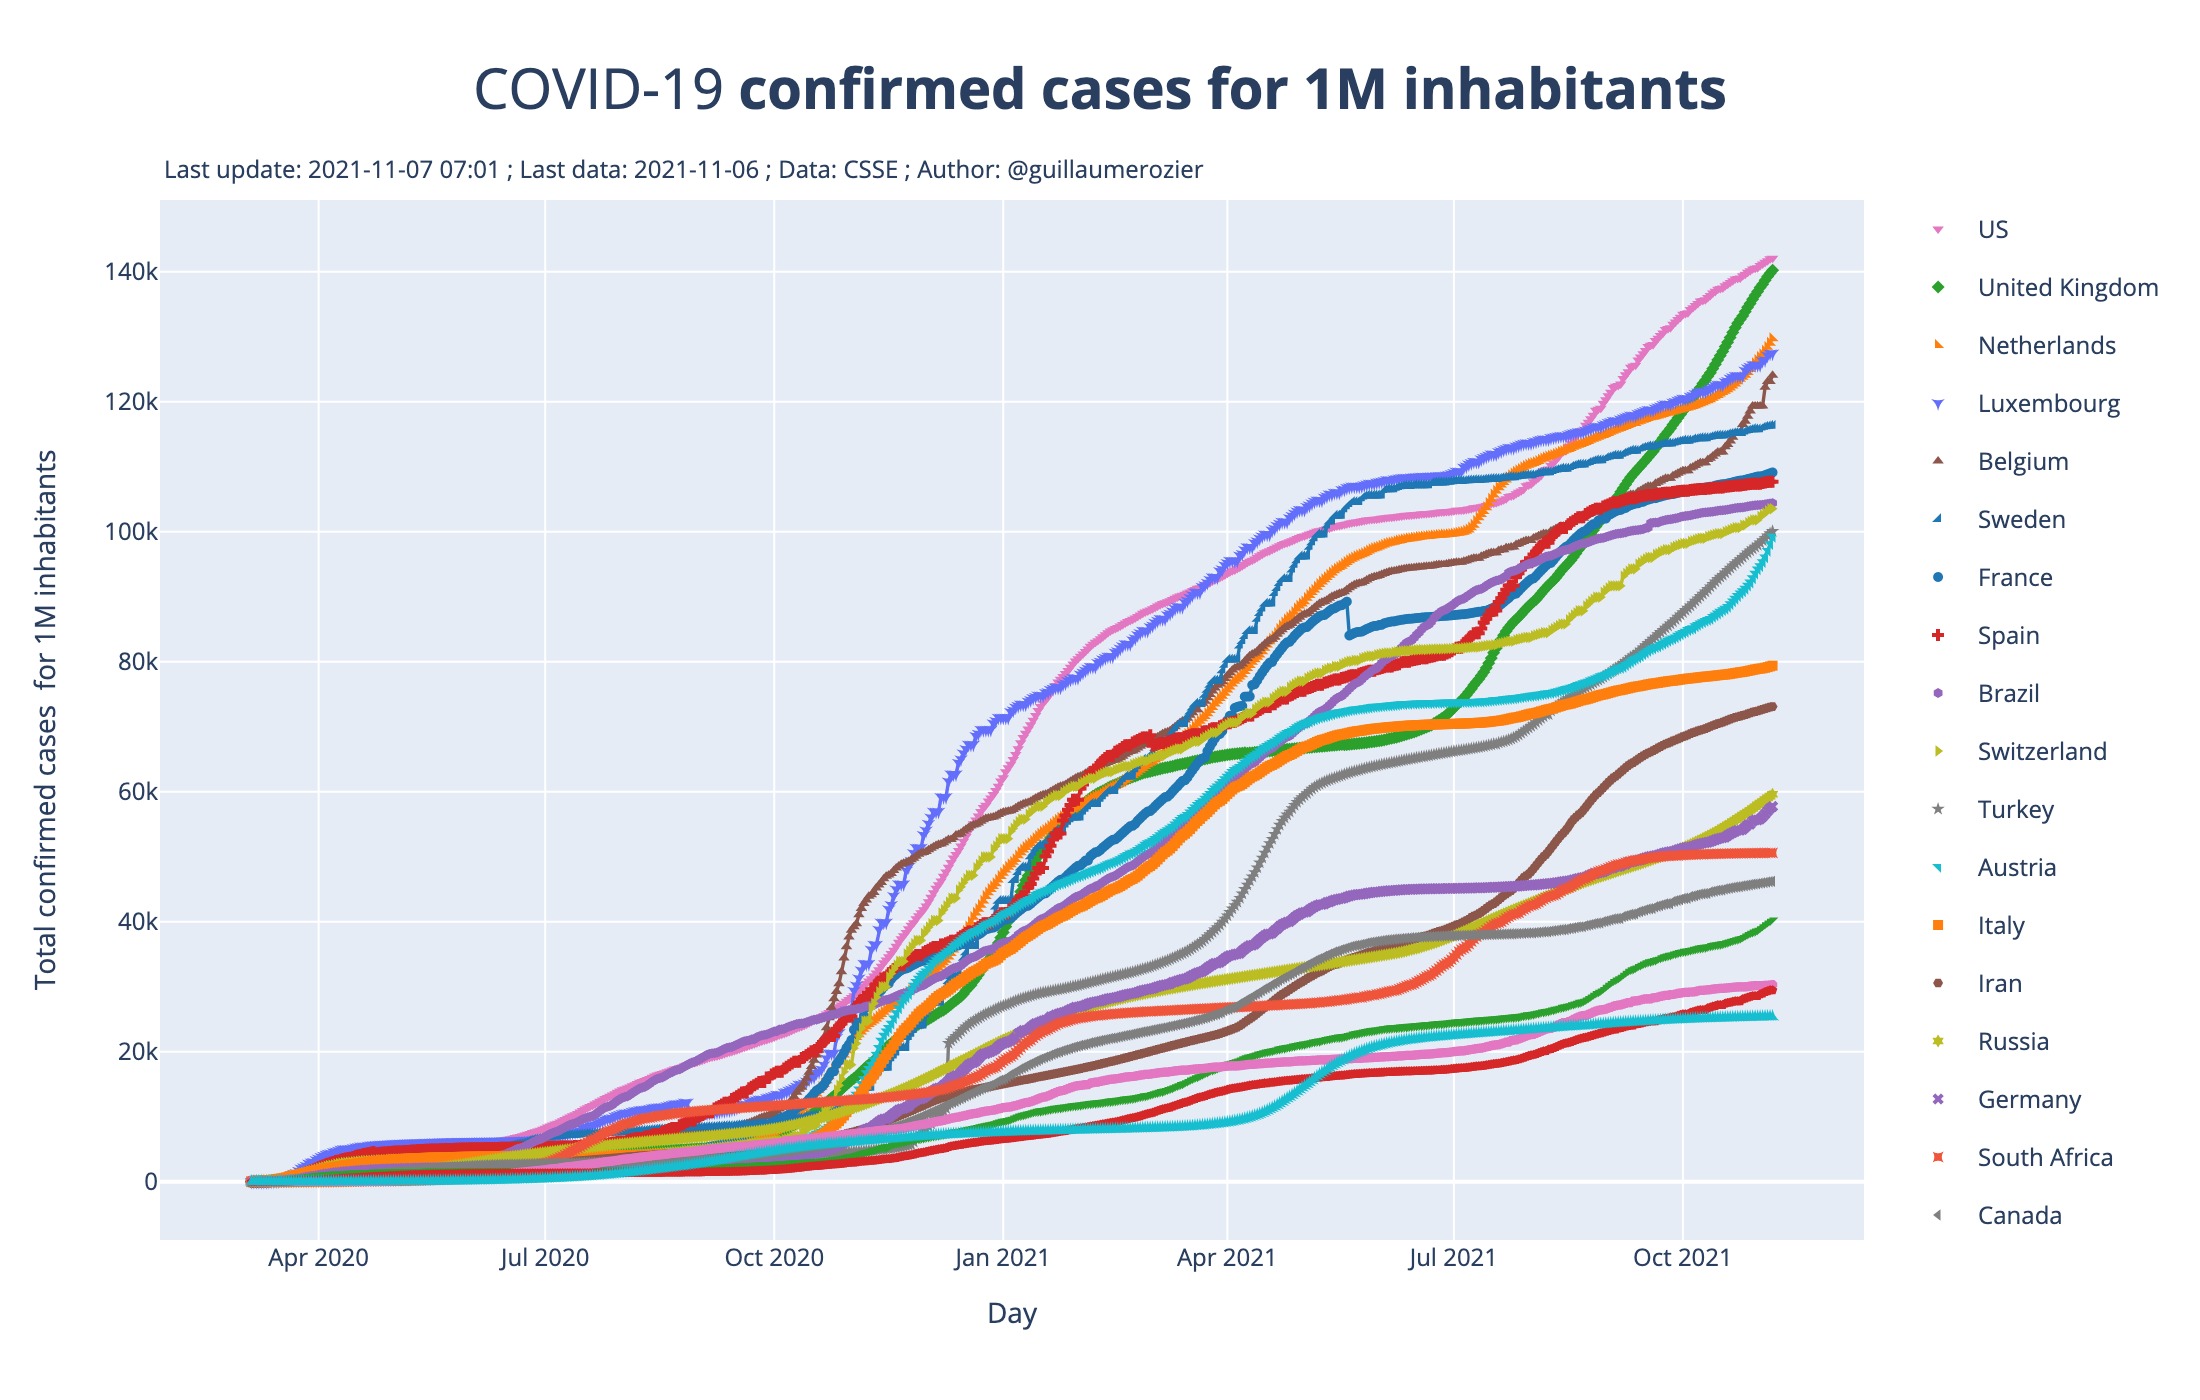 COVID-19 confirmed cases for 1M inhabitants
Last update: 2021-11-07 07:01 ; Last data: 2021-11-06 ; Data: CSSE ; Author: @guillaumerozier
Total confirmed cases  for 1M inhabitants
140k
120k
100k
80k
60k
40k
20k
0
Apr 2020
Jul 2020
Oct 2020
Jan 2021
Apr 2021
Jul 2021
Oct 2021
Day
US
United Kingdom
Netherlands
Luxembourg
Belgium
Sweden
France
Spain
Brazil
Switzerland
Turkey
Austria
Italy
Iran
Russia
Germany
South Africa
Canada